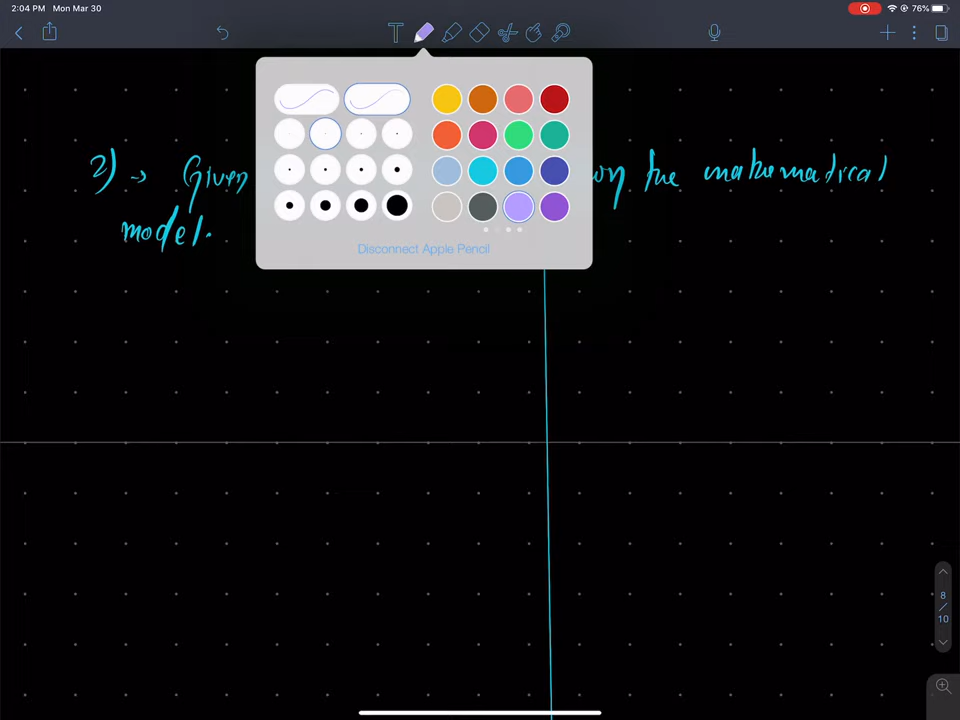 2:04 PM Mon Mar 30
76%
T
2) → Given the mathematical
model.
Disconnect Apple Pencil
8
/
10